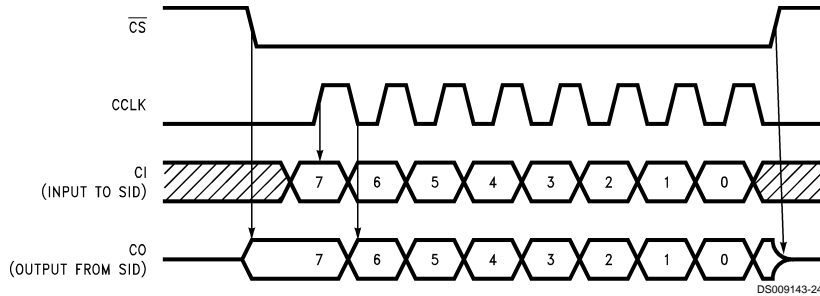 CS
CCLK
CI
(INPUT TO SID)
7 6 5 4 3 2 1 0
CO
(OUTPUT FROM SID)
7 6 5 4 3 2 1 0
DS009143-24